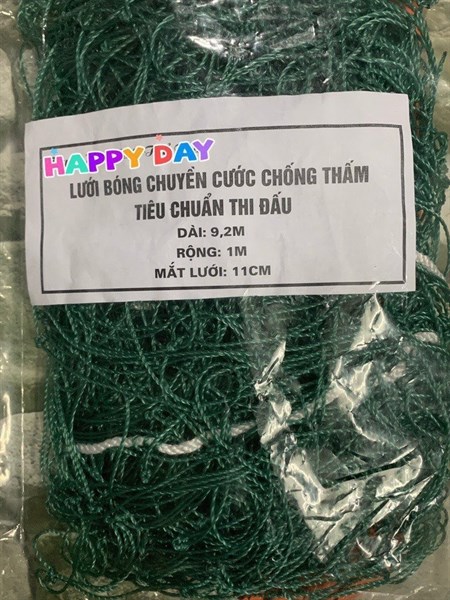 HAPPY DAY
LƯỚI BÓNG CHUYỀN CƯỚC CHỐNG THẤM
TIÊU CHUẨN THI ĐẤU
DÀI: 9,2M
RỘNG: 1M
MẮT LƯỚI: 11CM